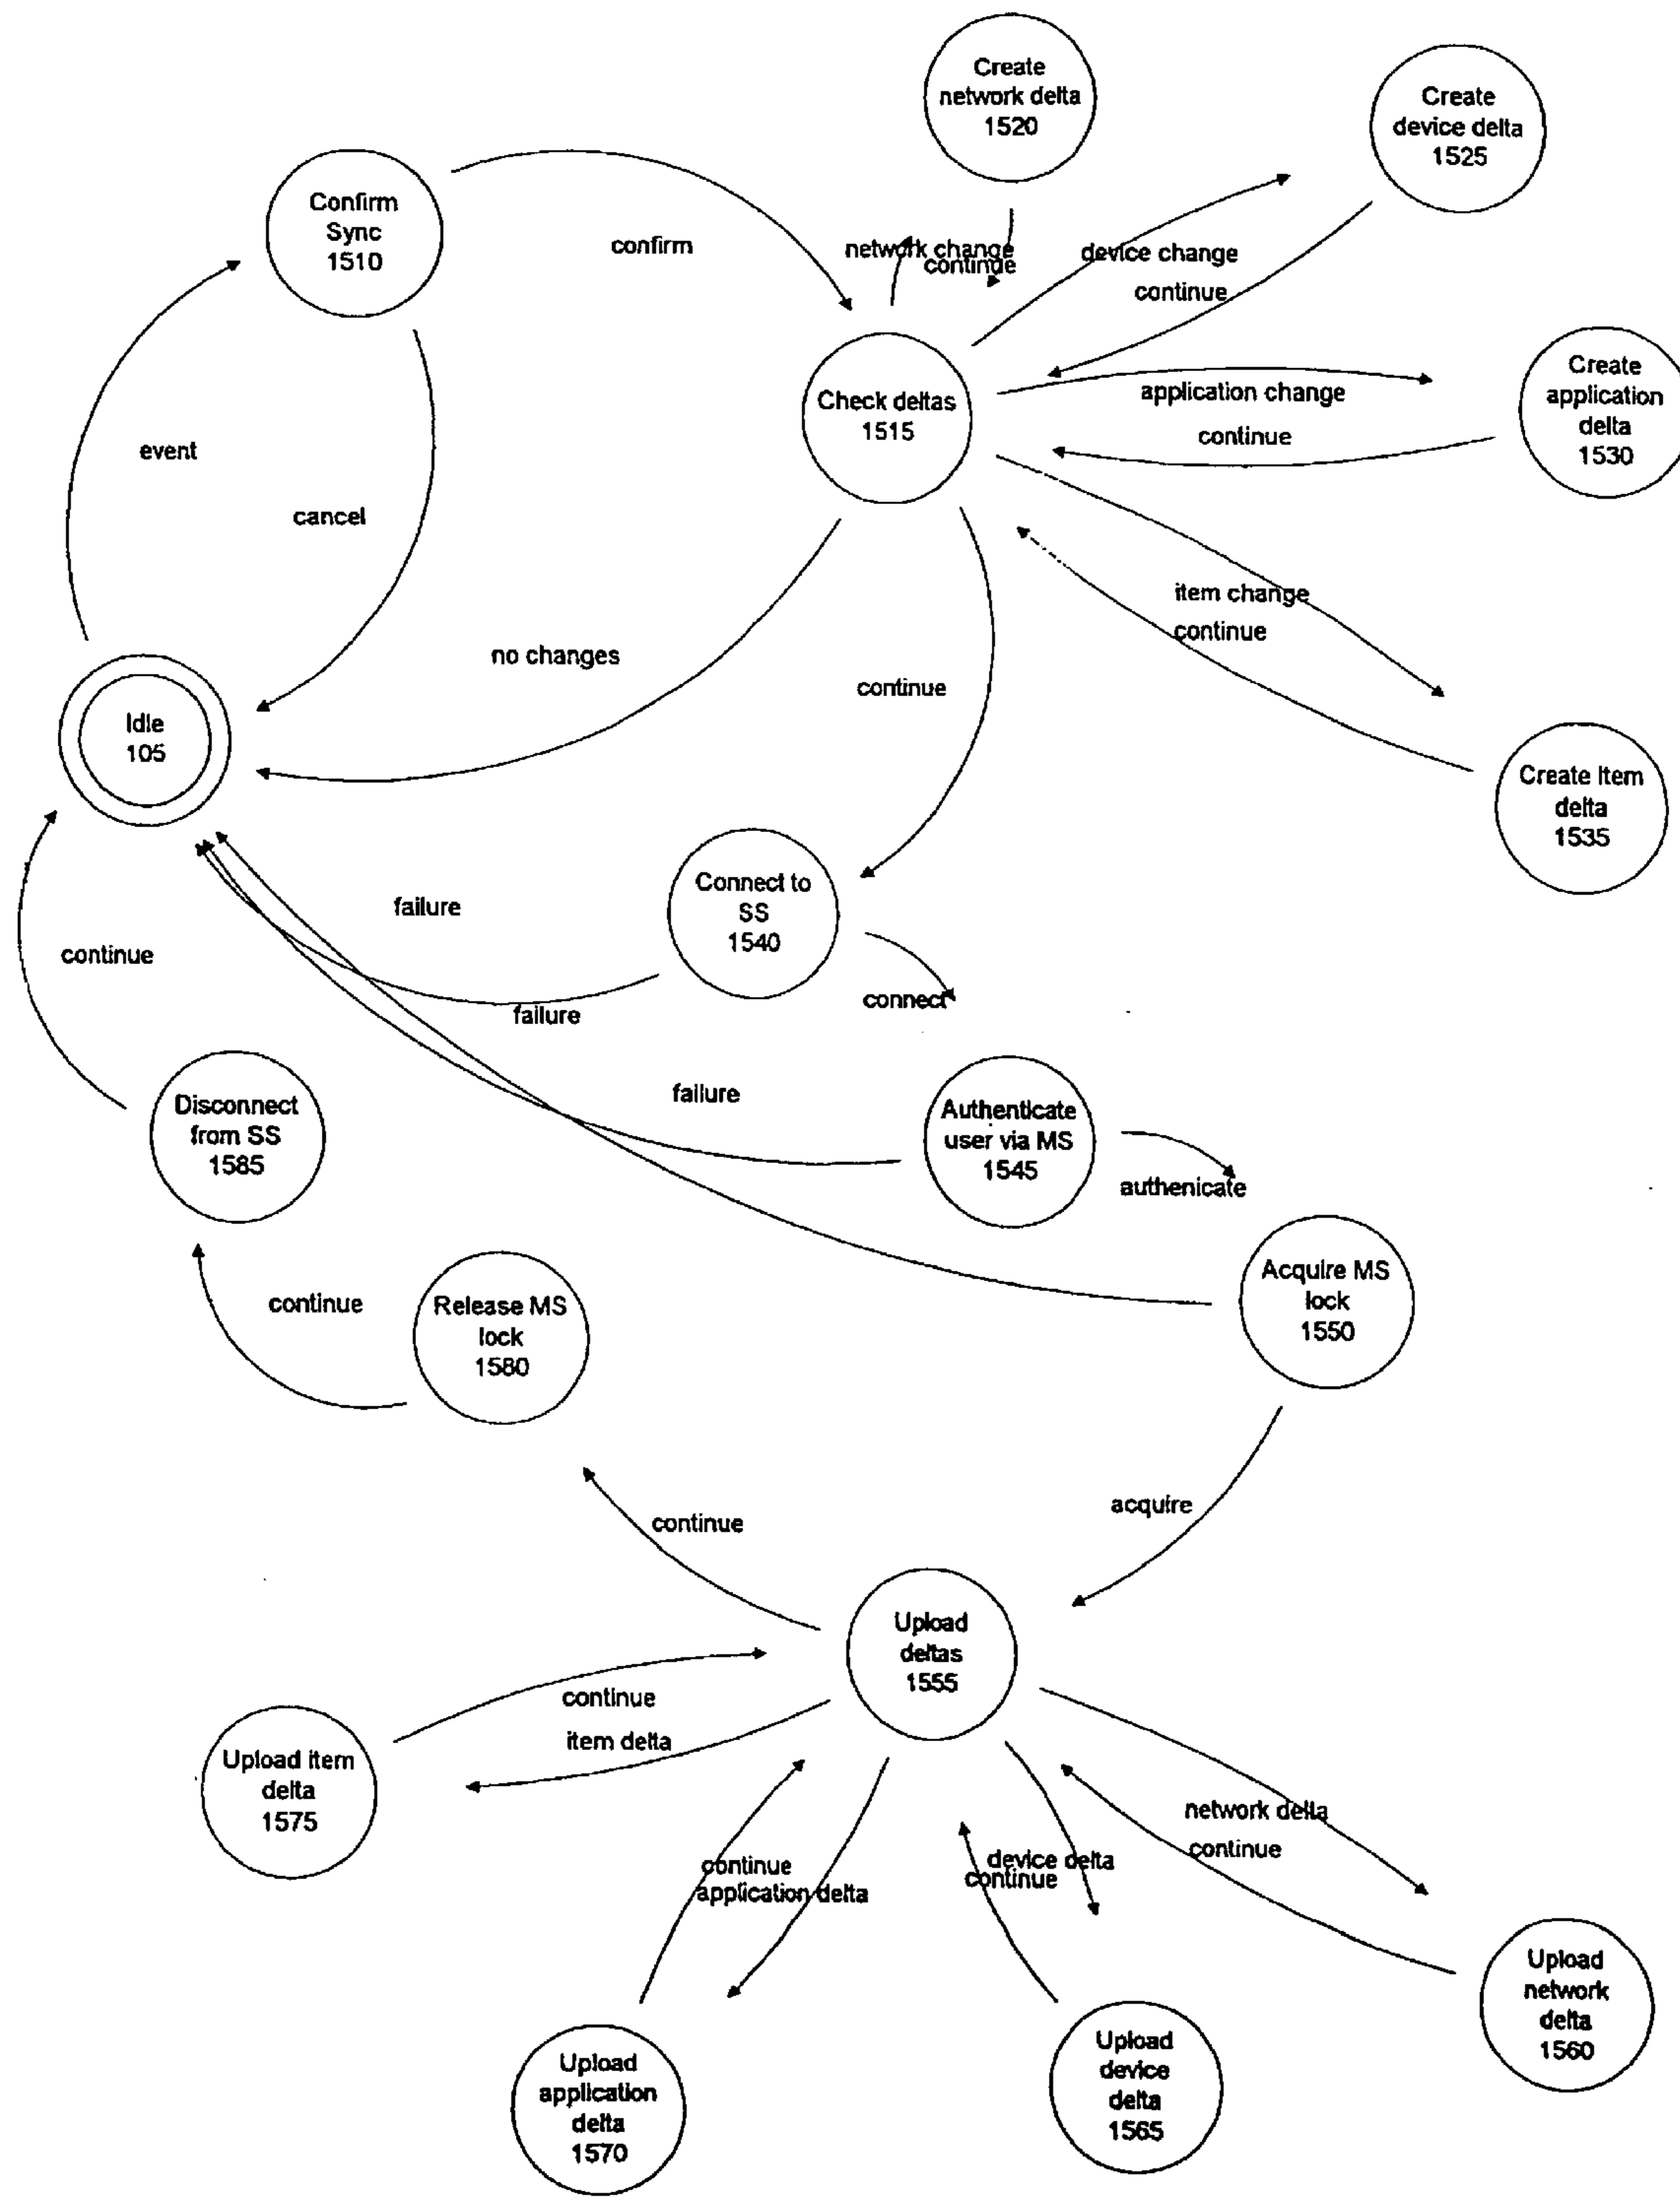 Create
network delta
1520
Create
device delta
1525
Confirm
Sync
1510
confirm
network change
continue
device change
continue
Create
application
delta
1530
Check deltas
1515
application change
continue
event
cancel
item change
continue
no changes
continue
Idle
105
Create Item
delta
1535
Connect to
SS
1540
failure
continue
connect
failure
failure
Disconnect
from SS
1585
Authenticate
user via MS
1545
authenicate
Acquire MS
lock
1550
continue
Release MS
lock
1580
acquire
continue
Upload
deltas
1555
continue
item delta
Upload item
delta
1575
network delta
continue
device delta
continue
continue
application delta
Upload
network
delta
1560
Upload
device
delta
1565
Upload
application
delta
1570